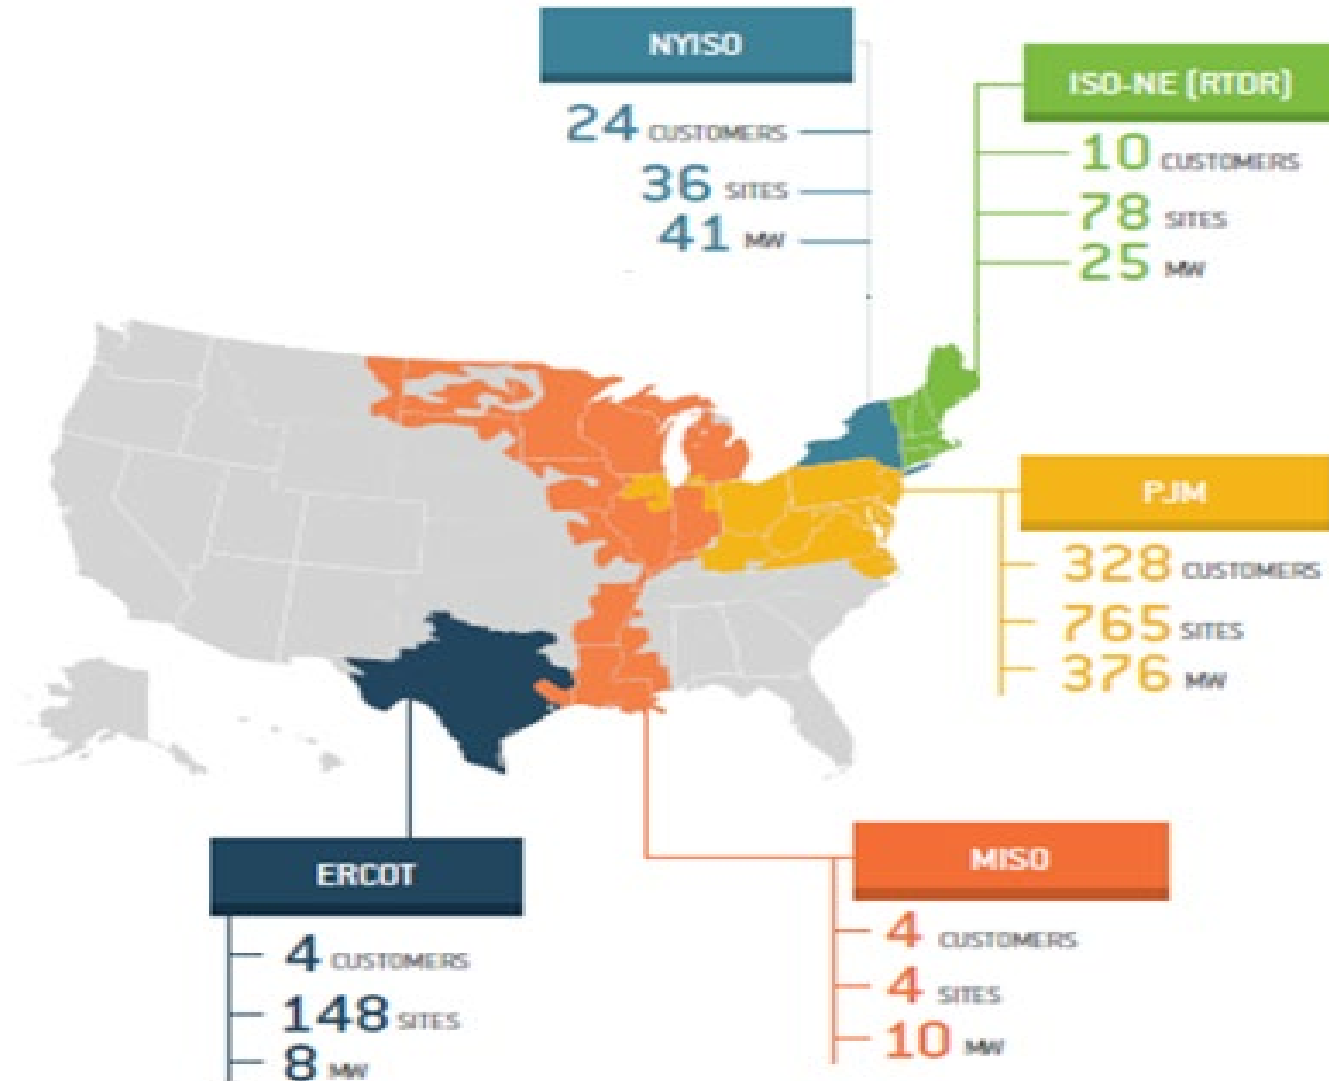 NYISO
24 CUSTOMERS
36 SITES
41 MW
ISO-NE (RTDR)
10 CUSTOMERS
78 SITES
25 MW
PJM
328 CUSTOMERS
765 SITES
376 MW
ERCOT
4 CUSTOMERS
148 SITES
8 MW
MISO
4 CUSTOMERS
4 SITES
10 MW